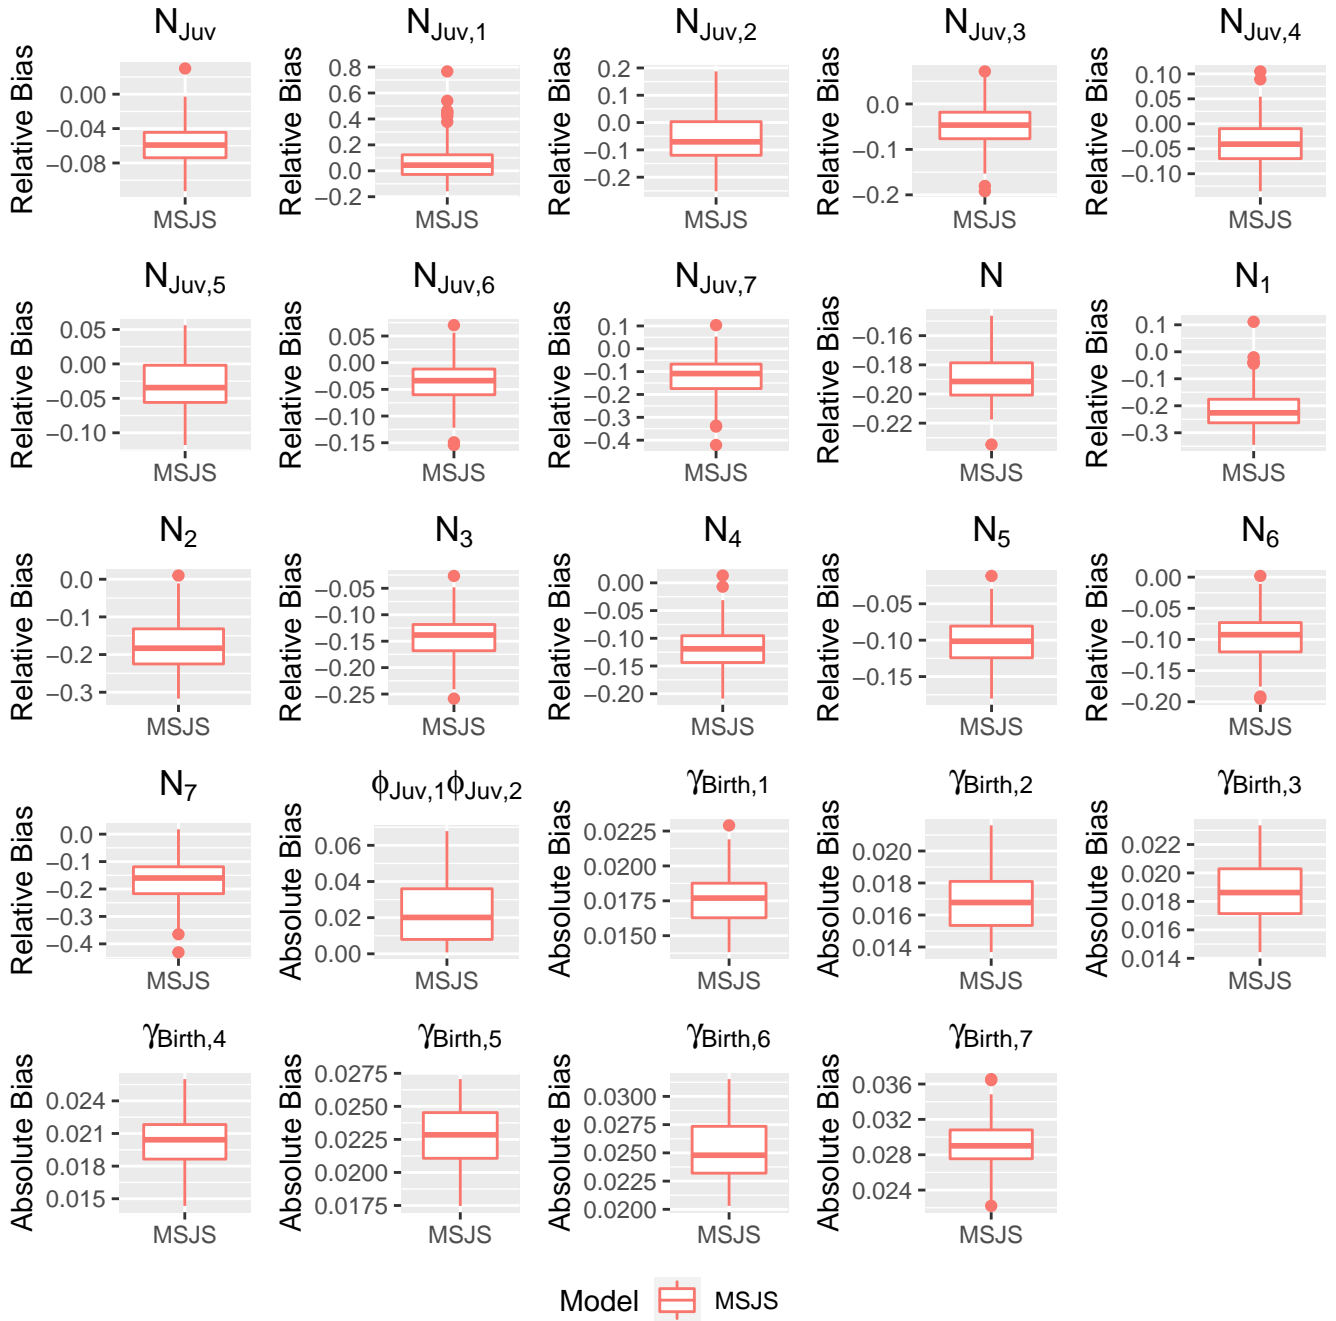 N_Juv N_Juv,1 N_Juv,2 N_Juv,3 N_Juv,4
Relative Bias 0.00 −0.04 −0.08 MSJS
Relative Bias 0.8 0.6 0.4 0.2 0.0 −0.2 MSJS
Relative Bias 0.2 0.1 0.0 −0.1 −0.2 MSJS
Relative Bias 0.0 −0.1 −0.2 MSJS
Relative Bias 0.10 0.05 0.00 −0.05 −0.10 MSJS
N_Juv,5 N_Juv,6 N_Juv,7 N N_1
Relative Bias 0.05 0.00 −0.05 −0.10 MSJS
Relative Bias 0.05 0.00 −0.05 −0.10 −0.15 MSJS
Relative Bias 0.1 0.0 −0.1 −0.2 −0.3 −0.4 MSJS
Relative Bias −0.16 −0.18 −0.20 −0.22 MSJS
Relative Bias 0.1 0.0 −0.1 −0.2 −0.3 MSJS
N_2 N_3 N_4 N_5 N_6
Relative Bias 0.0 −0.1 −0.2 −0.3 MSJS
Relative Bias −0.05 −0.10 −0.15 −0.20 −0.25 MSJS
Relative Bias 0.00 −0.05 −0.10 −0.15 −0.20 MSJS
Relative Bias −0.05 −0.10 −0.15 MSJS
Relative Bias 0.00 −0.05 −0.10 −0.15 −0.20 MSJS
N_7 ϕ_Juv,1 ϕ_Juv,2 γ_Birth,1 γ_Birth,2 γ_Birth,3
Relative Bias 0.0 −0.1 −0.2 −0.3 −0.4 MSJS
Absolute Bias 0.06 0.04 0.02 0.00 MSJS
Absolute Bias 0.0225 0.0200 0.0175 0.0150 MSJS
Absolute Bias 0.020 0.018 0.016 0.014 MSJS
Absolute Bias 0.022 0.020 0.018 0.016 0.014 MSJS
γ_Birth,4 γ_Birth,5 γ_Birth,6 γ_Birth,7
Absolute Bias 0.024 0.021 0.018 0.015 MSJS
Absolute Bias 0.0275 0.0250 0.0225 0.0200 0.0175 MSJS
Absolute Bias 0.0300 0.0275 0.0250 0.0225 0.0200 MSJS
Absolute Bias 0.036 0.032 0.028 0.024 MSJS
Model MSJS